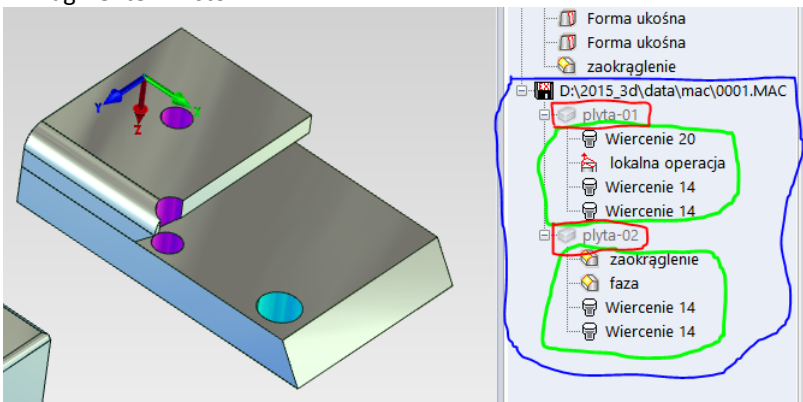 Forma ukośna
Forma ukośna
zaokrąglenie
D:\2015_3d\data\mac\0001.MAC
plyta-01
Wiercenie 20
lokalna operacja
Wiercenie 14
Wiercenie 14
plyta-02
zaokrąglenie
faza
Wiercenie 14
Wiercenie 14
Y
X
Z